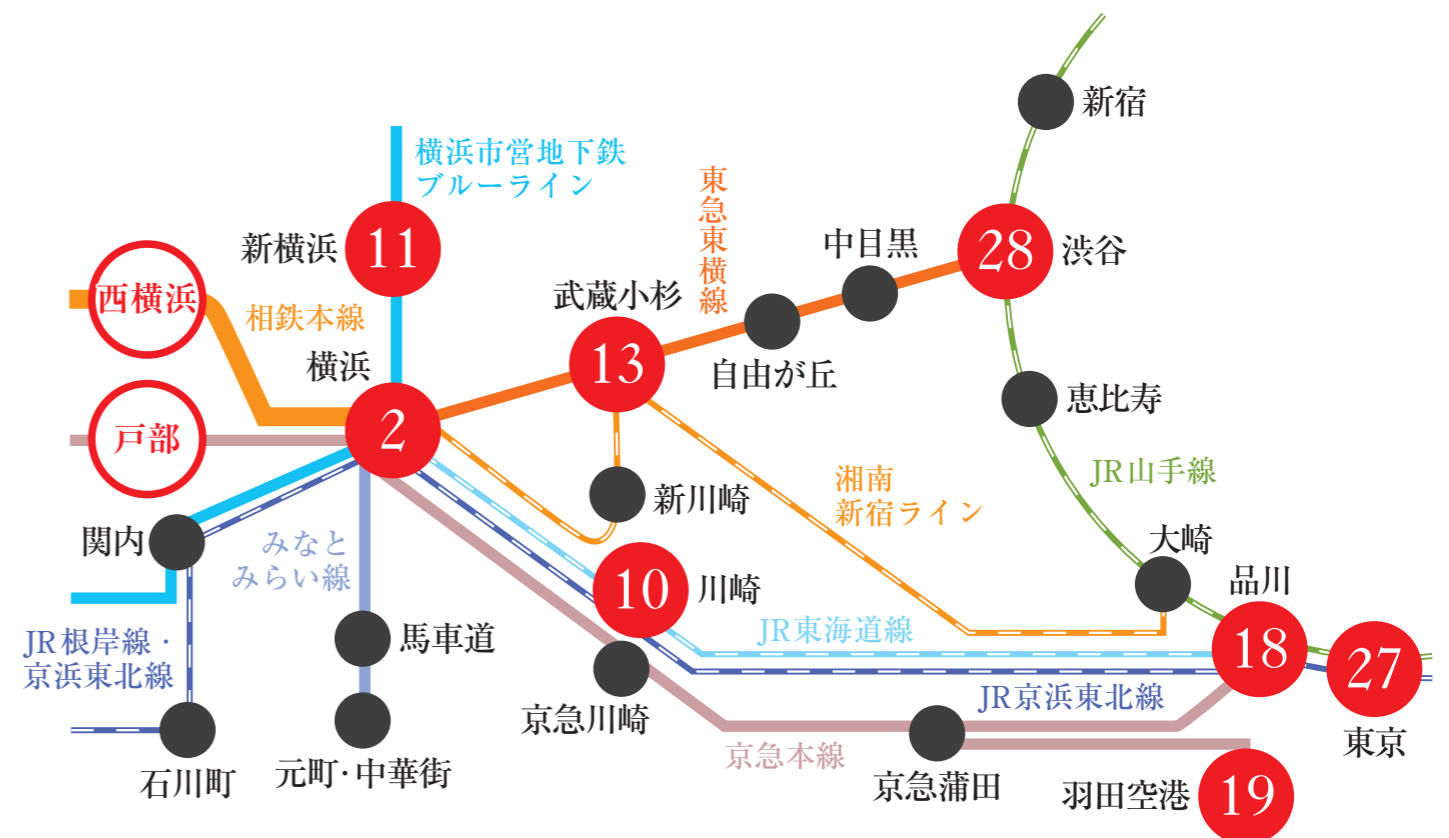 新宿
横浜市営地下鉄
ブルーライン
東急東横線
新横浜
11
中目黒
28
渋谷
西横浜
相鉄本線
武蔵小杉
13
自由が丘
横浜
恵比寿
戸部
2
JR山手線
新川崎
湘南
新宿ライン
関内
みなと
みらい線
大崎
10
川崎
品川
JR東海道線
18
JR根岸線・
京浜東北線
馬車道
27
JR京浜東北線
京急川崎
東京
京急本線
石川町
元町・中華街
京急蒲田
羽田空港
19